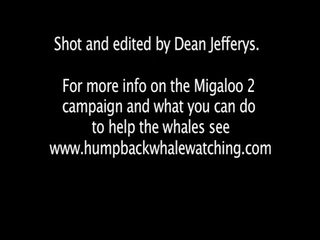 Shot and edited by Dean Jefferys.
For more info on the Migaloo 2
campaign and what you can do
to help the whales see
www.humpbackwhalewatching.com